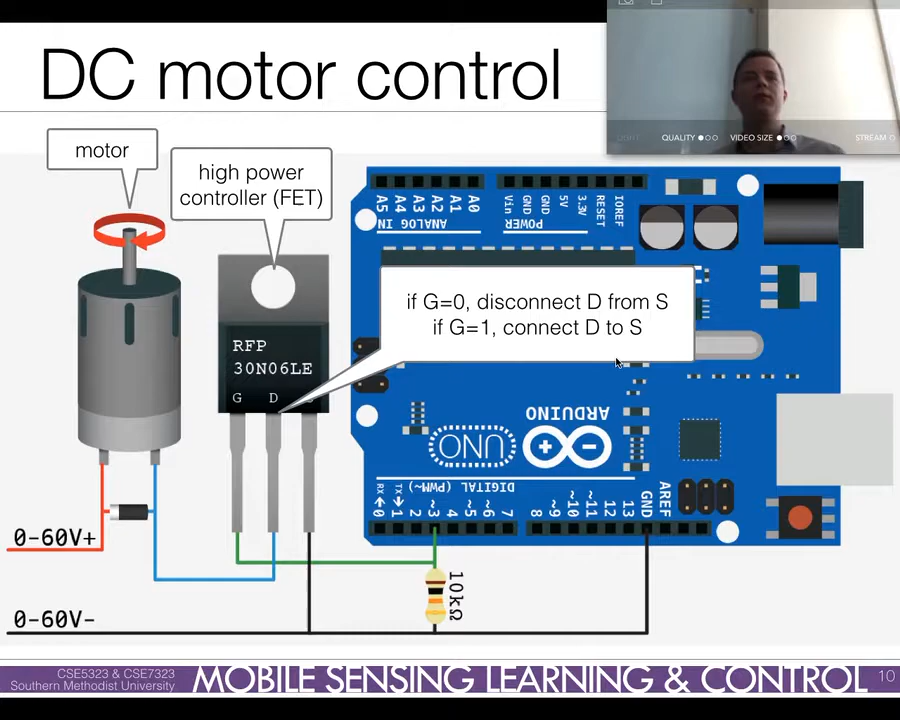 DC motor control
QUALITY
VIDEO SIZE
STREAM
motor
high power
controller (FET)
A5
A4
A3
A2
A1
A0
ANALOG IN
Vin
GND
GND
5V
3.3V
RESET
IOREF
POWER
if G=0, disconnect D from S
if G=1, connect D to S
RFP
30N06LE
G D
ARDUINO
UNO
DIGITAL (PWM~)
RX
TX
0
1
2
~3
4
~5
~6
7
8
~9
~10
~11
12
13
GND
AREF
0-60V+
10kΩ
0-60V-
CSE5323 & CSE7323
Southern Methodist University
MOBILE SENSING LEARNING & CONTROL
10